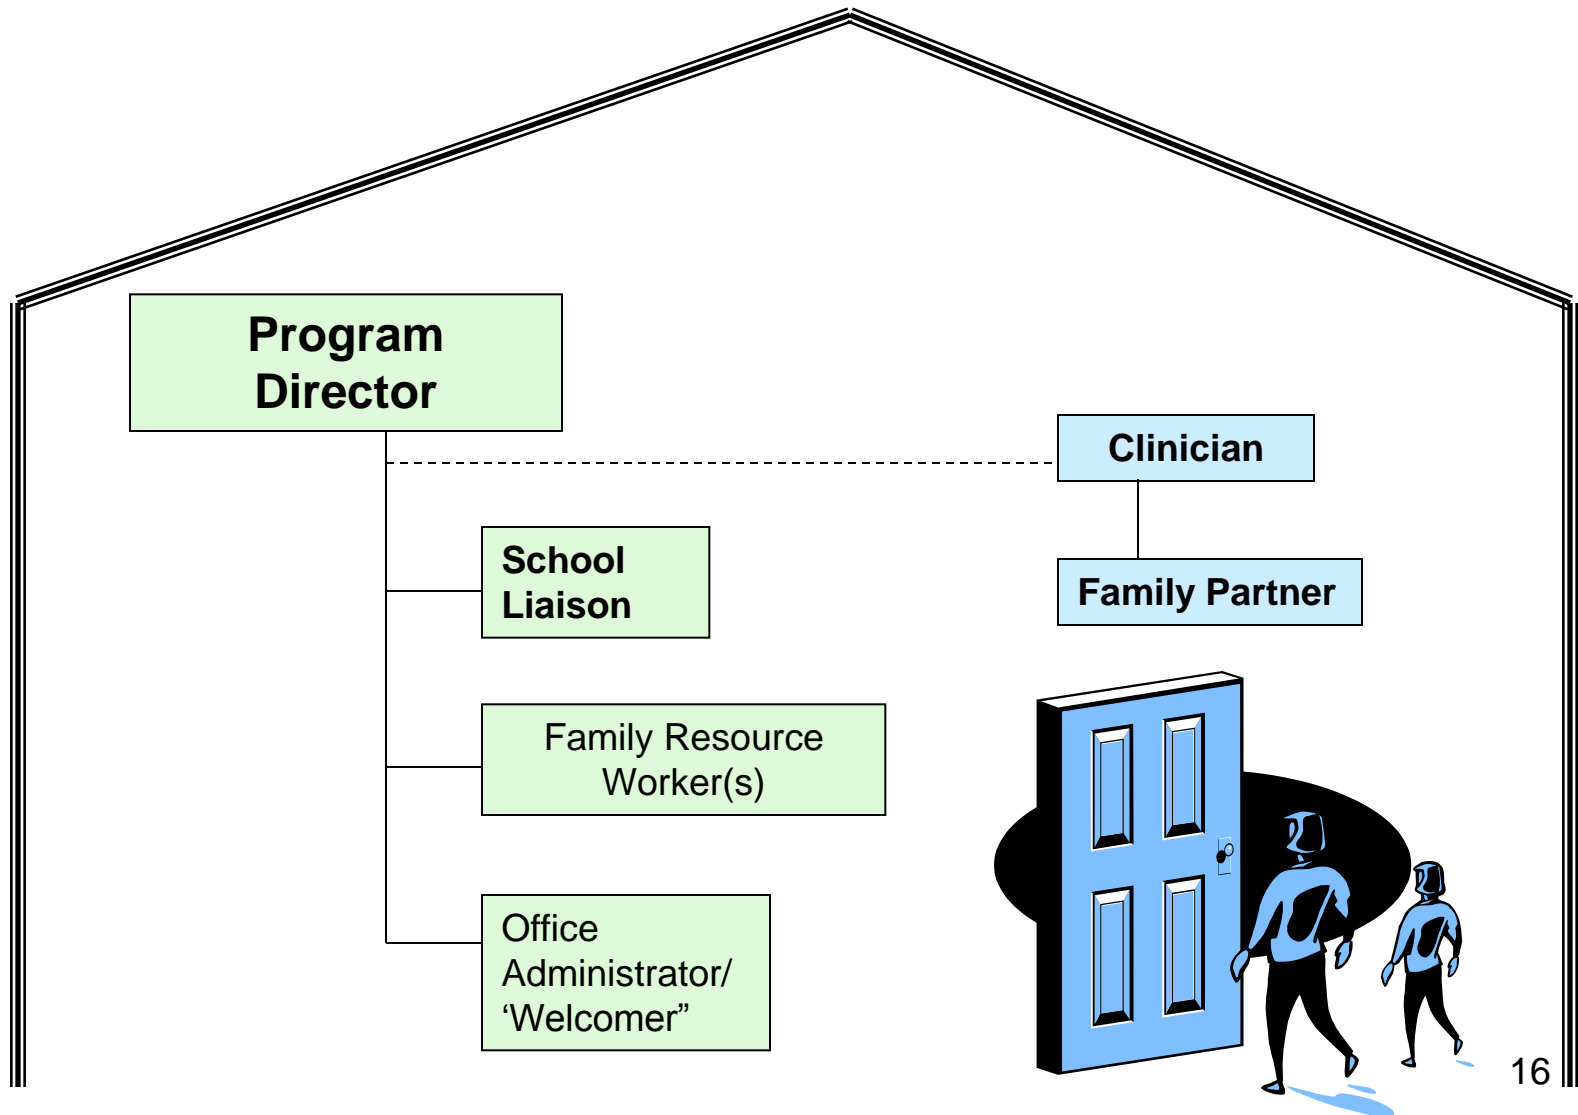 Program
Director
Clinician
School
Liaison
Family Partner
Family Resource
Worker(s)
Office
Administrator/
‘Welcomer”
16